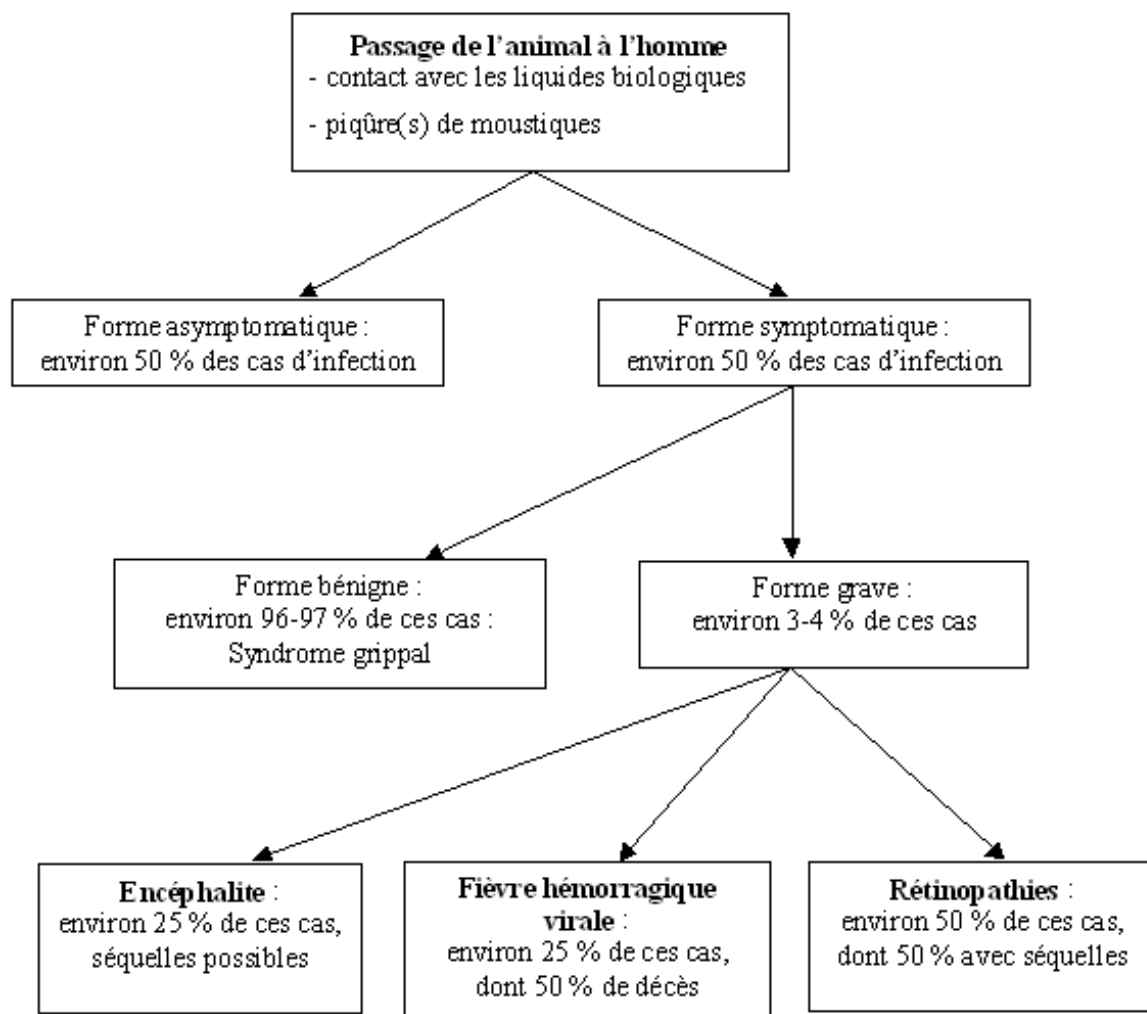 Passage de l'animal à l'homme
- contact avec les liquides biologiques
- piqûre(s) de moustiques
Forme asymptomatique :
environ 50 % des cas d'infection
Forme symptomatique :
environ 50 % des cas d'infection
Forme bénigne :
environ 96-97 % de ces cas :
Syndrome grippal
Forme grave :
environ 3-4 % de ces cas
Encéphalite :
environ 25 % de ces cas,
séquelles possibles
Fièvre hémorragique
virale :
environ 25 % de ces cas,
dont 50 % de décès
Rétinopathies :
environ 50 % de ces cas,
dont 50 % avec séquelles